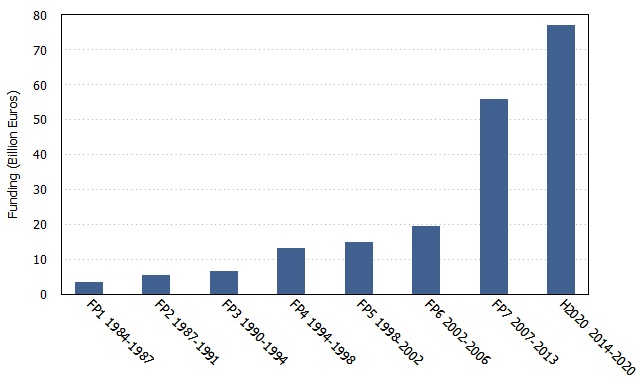 Funding (Billion Euros)
80
70
60
50
40
30
20
10
0
FP1 1984-1987
FP2 1987-1991
FP3 1990-1994
FP4 1994-1998
FP5 1998-2002
FP6 2002-2006
FP7 2007-2013
H2020 2014-2020